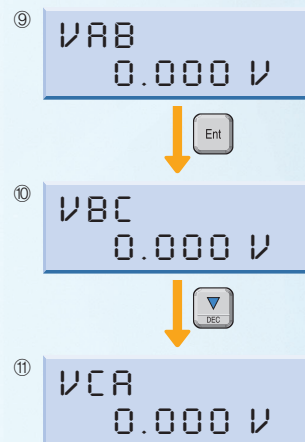 ⑨
VAB
0.000 V
Ent
⑩
VBC
0.000 V
DEC
⑪
VCA
0.000 V